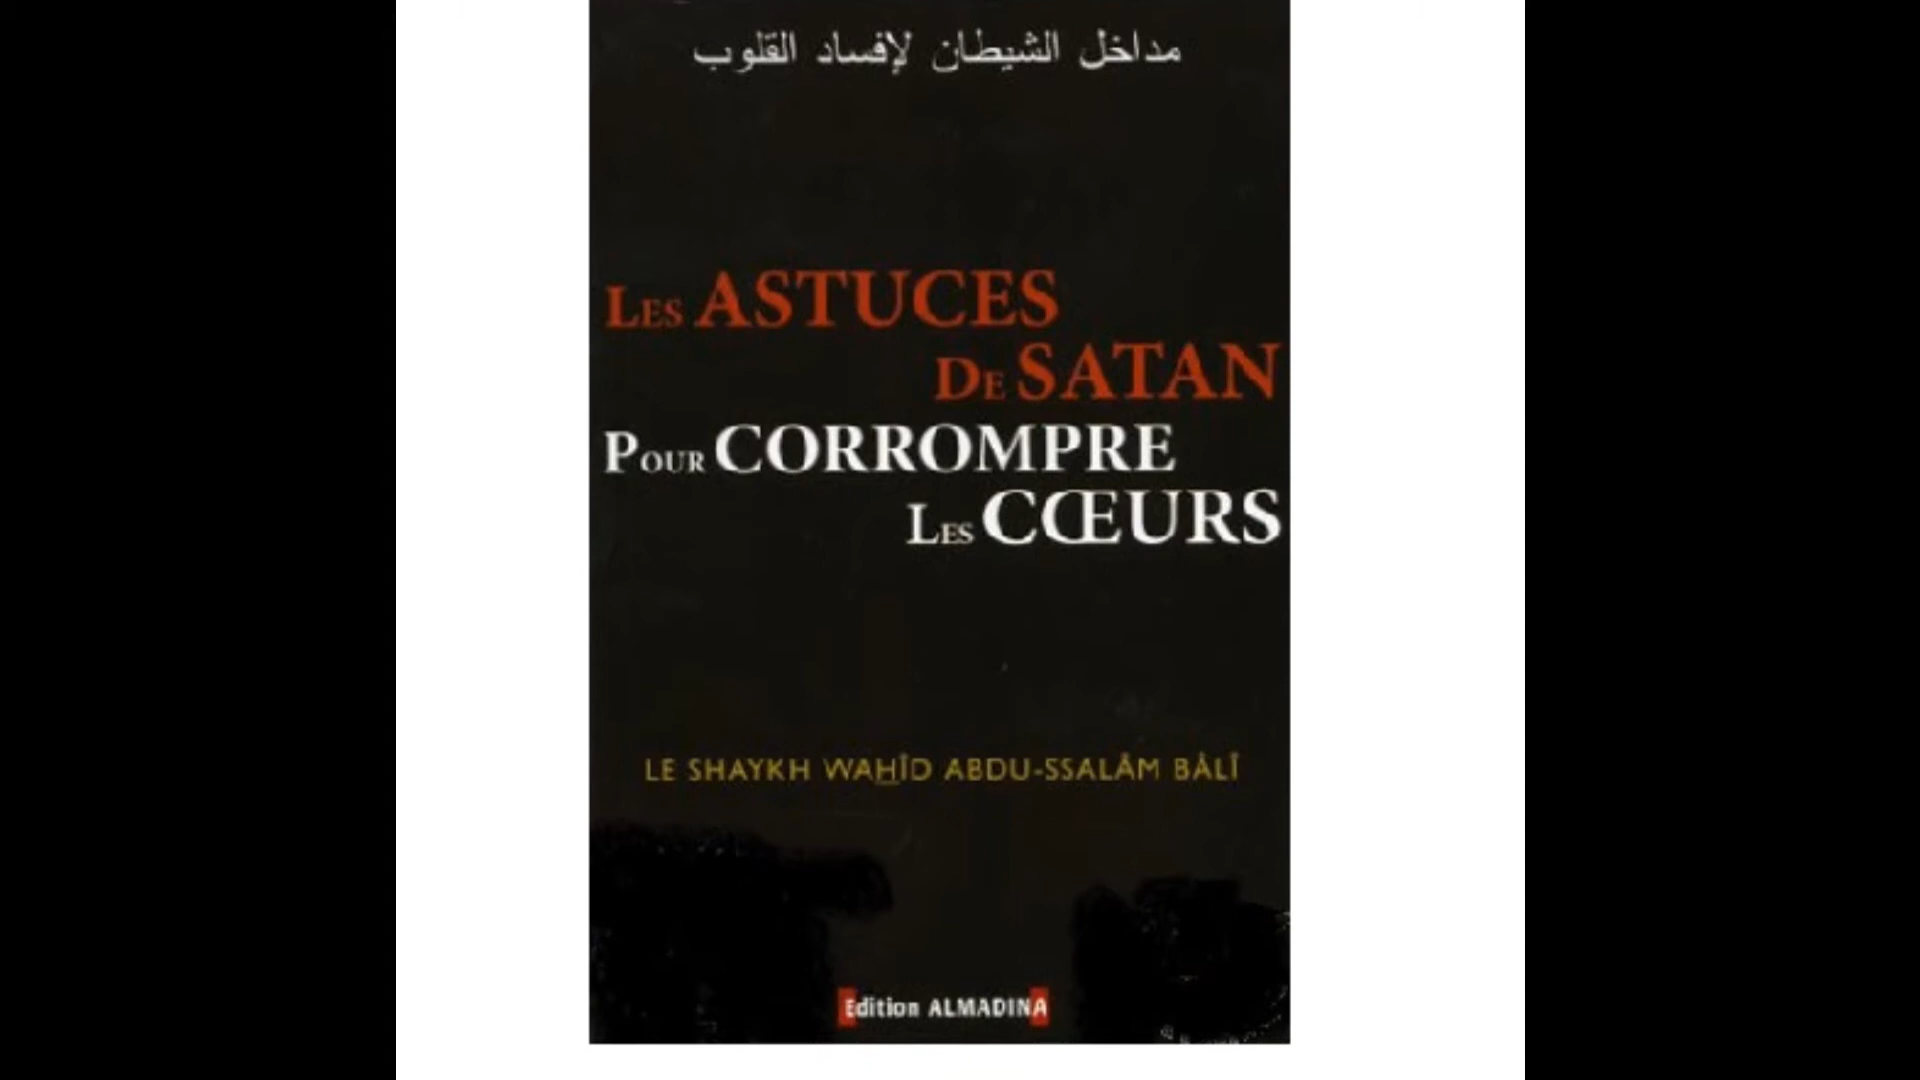 مداخل الشيطان لإفساد القلوب
LES ASTUCES
DE SATAN
POUR CORROMPRE
LES CŒURS
LE SHAYKH WAHÎD ABDU-SSALÂM BÂLÎ
Edition ALMADINA